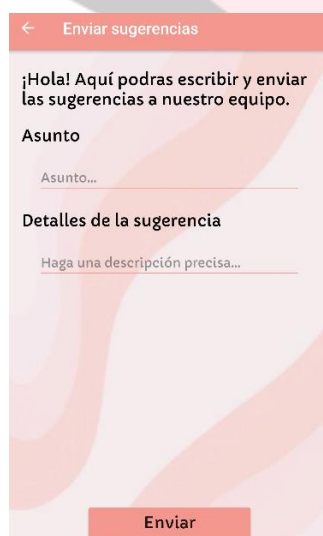 Enviar sugerencias
¡Hola! Aquí podras escribir y enviar
las sugerencias a nuestro equipo.
Asunto
Asunto...
Detalles de la sugerencia
Haga una descripción precisa...
Enviar